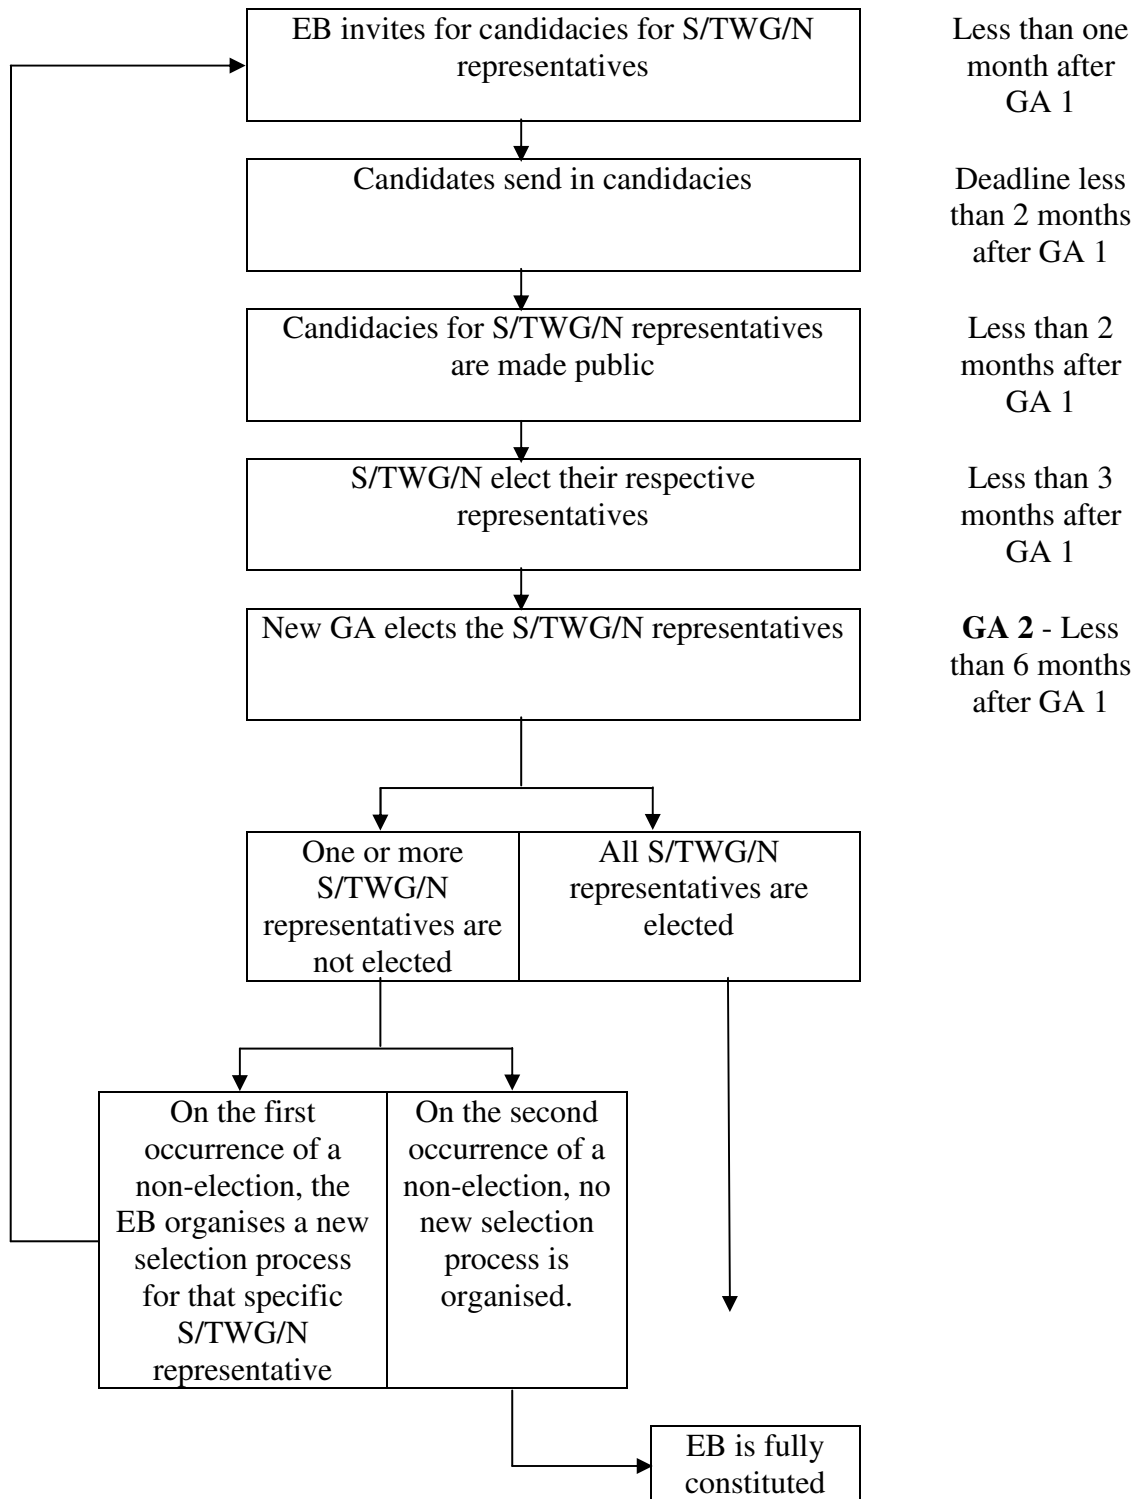 EB invites for candidacies for S/TWG/N
representatives
Less than one
month after
GA 1
Candidates send in candidacies
Deadline less
than 2 months
after GA 1
Candidacies for S/TWG/N representatives
are made public
Less than 2
months after
GA 1
S/TWG/N elect their respective
representatives
Less than 3
months after
GA 1
New GA elects the S/TWG/N representatives
GA 2 - Less
than 6 months
after GA 1
One or more
S/TWG/N
representatives are
not elected
All S/TWG/N
representatives are
elected
On the first
occurrence of a
non-election, the
EB organises a new
selection process
for that specific
S/TWG/N
representative
On the second
occurrence of a
non-election, no
new selection
process is
organised.
EB is fully
constituted